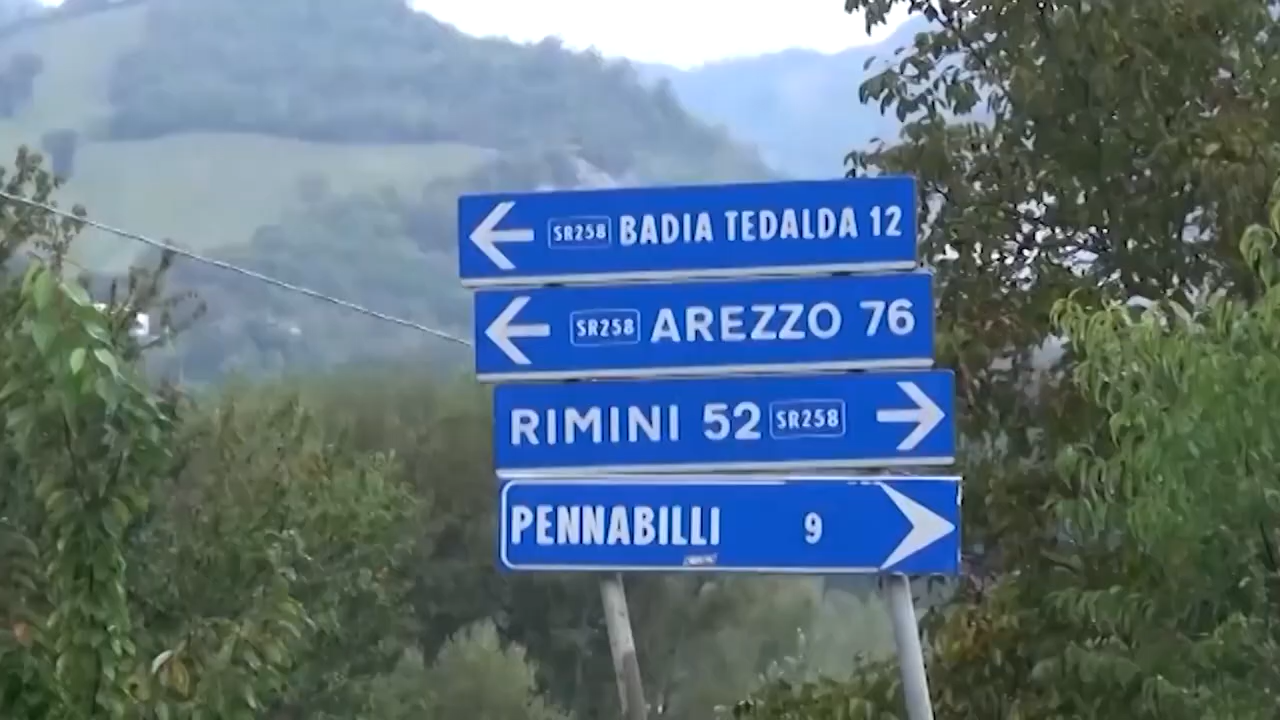 SR258 BADIA TEDALDA 12
SR258 AREZZO 76
RIMINI 52 SR258
PENNABILLI 9